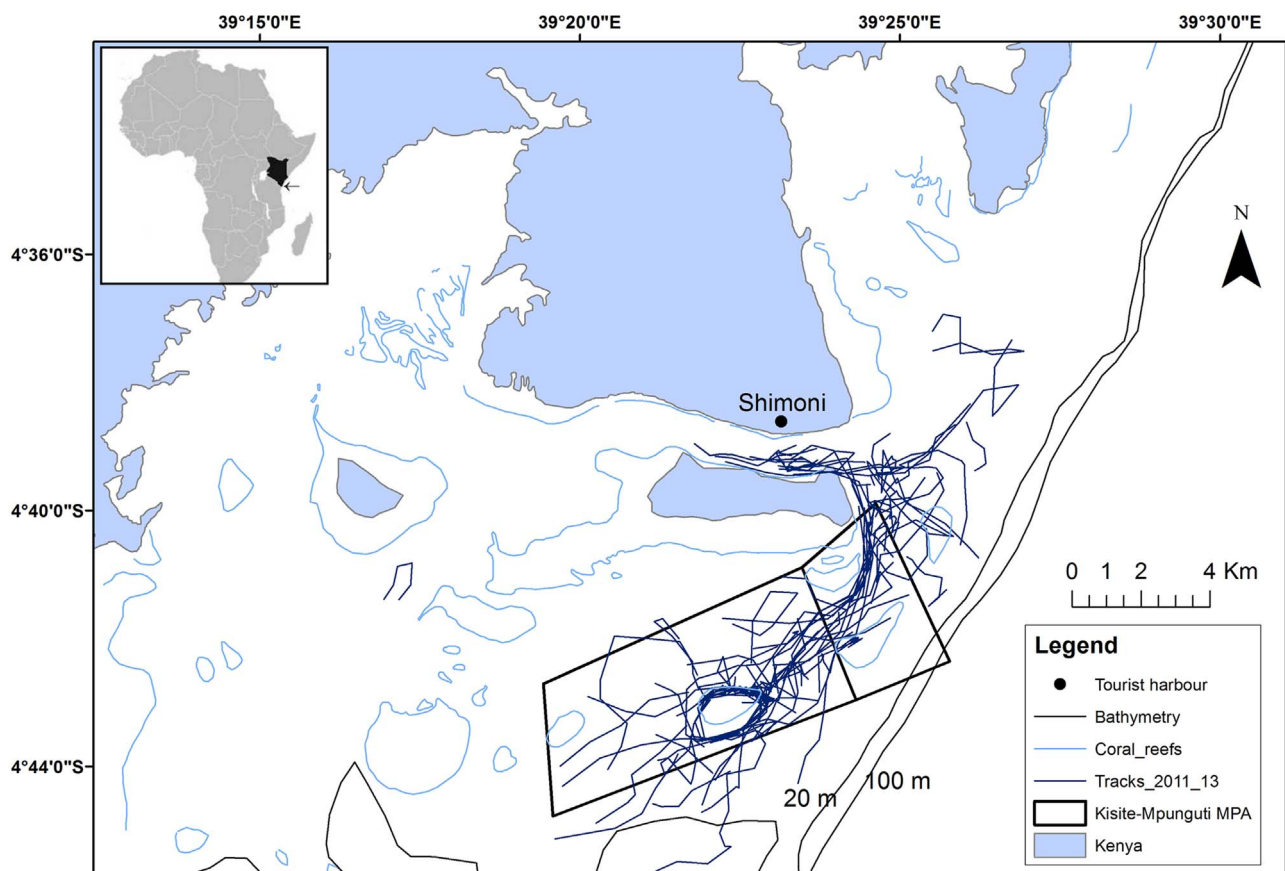 39°15'0"E
39°20'0"E
39°25'0"E
39°30'0"E
4°36'0"S
4°40'0"S
4°44'0"S
N
Shimoni
0 1 2 4 Km
20 m
100 m
Legend
Tourist harbour
Bathymetry
Coral_reefs
Tracks_2011_13
Kisite-Mpunguti MPA
Kenya